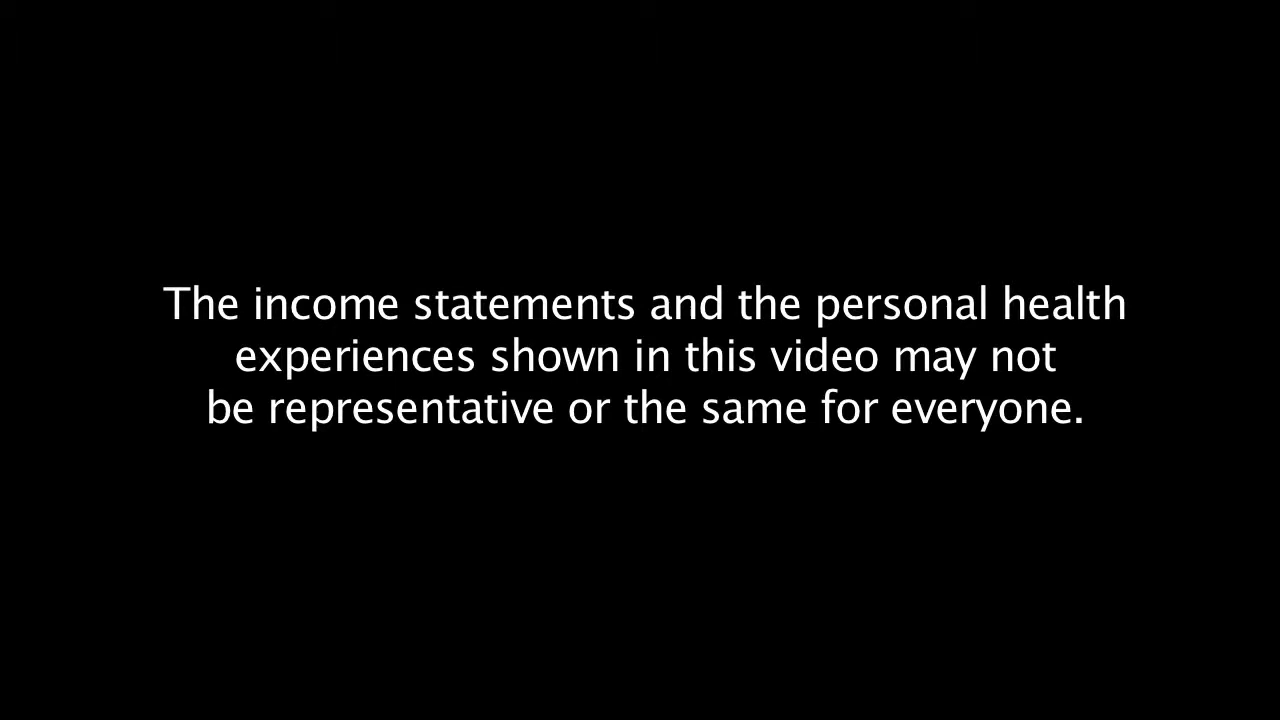 The income statements and the personal health
experiences shown in this video may not
be representative or the same for everyone.